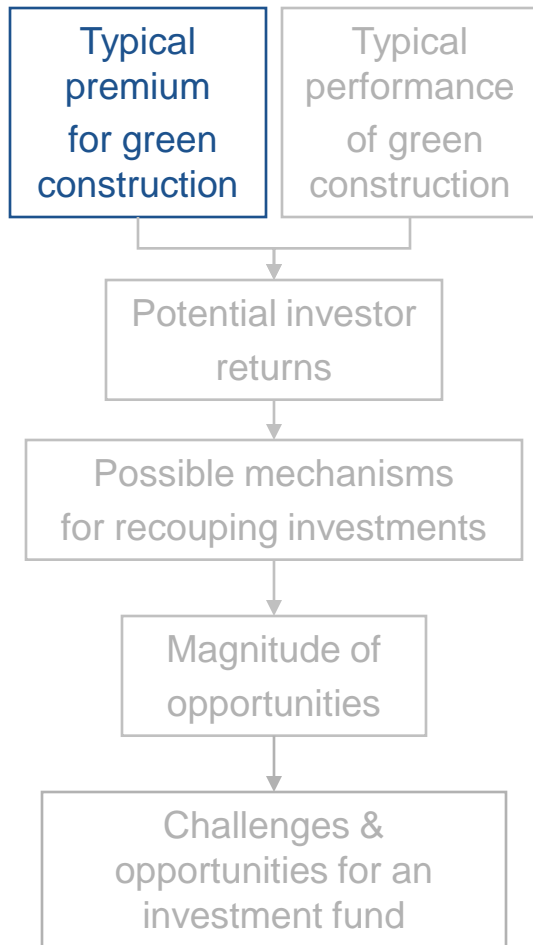 Typical
premium
for green
construction
Typical
performance
of green
construction
Potential investor
returns
Possible mechanisms
for recouping investments
Magnitude of
opportunities
Challenges &
opportunities for an
investment fund